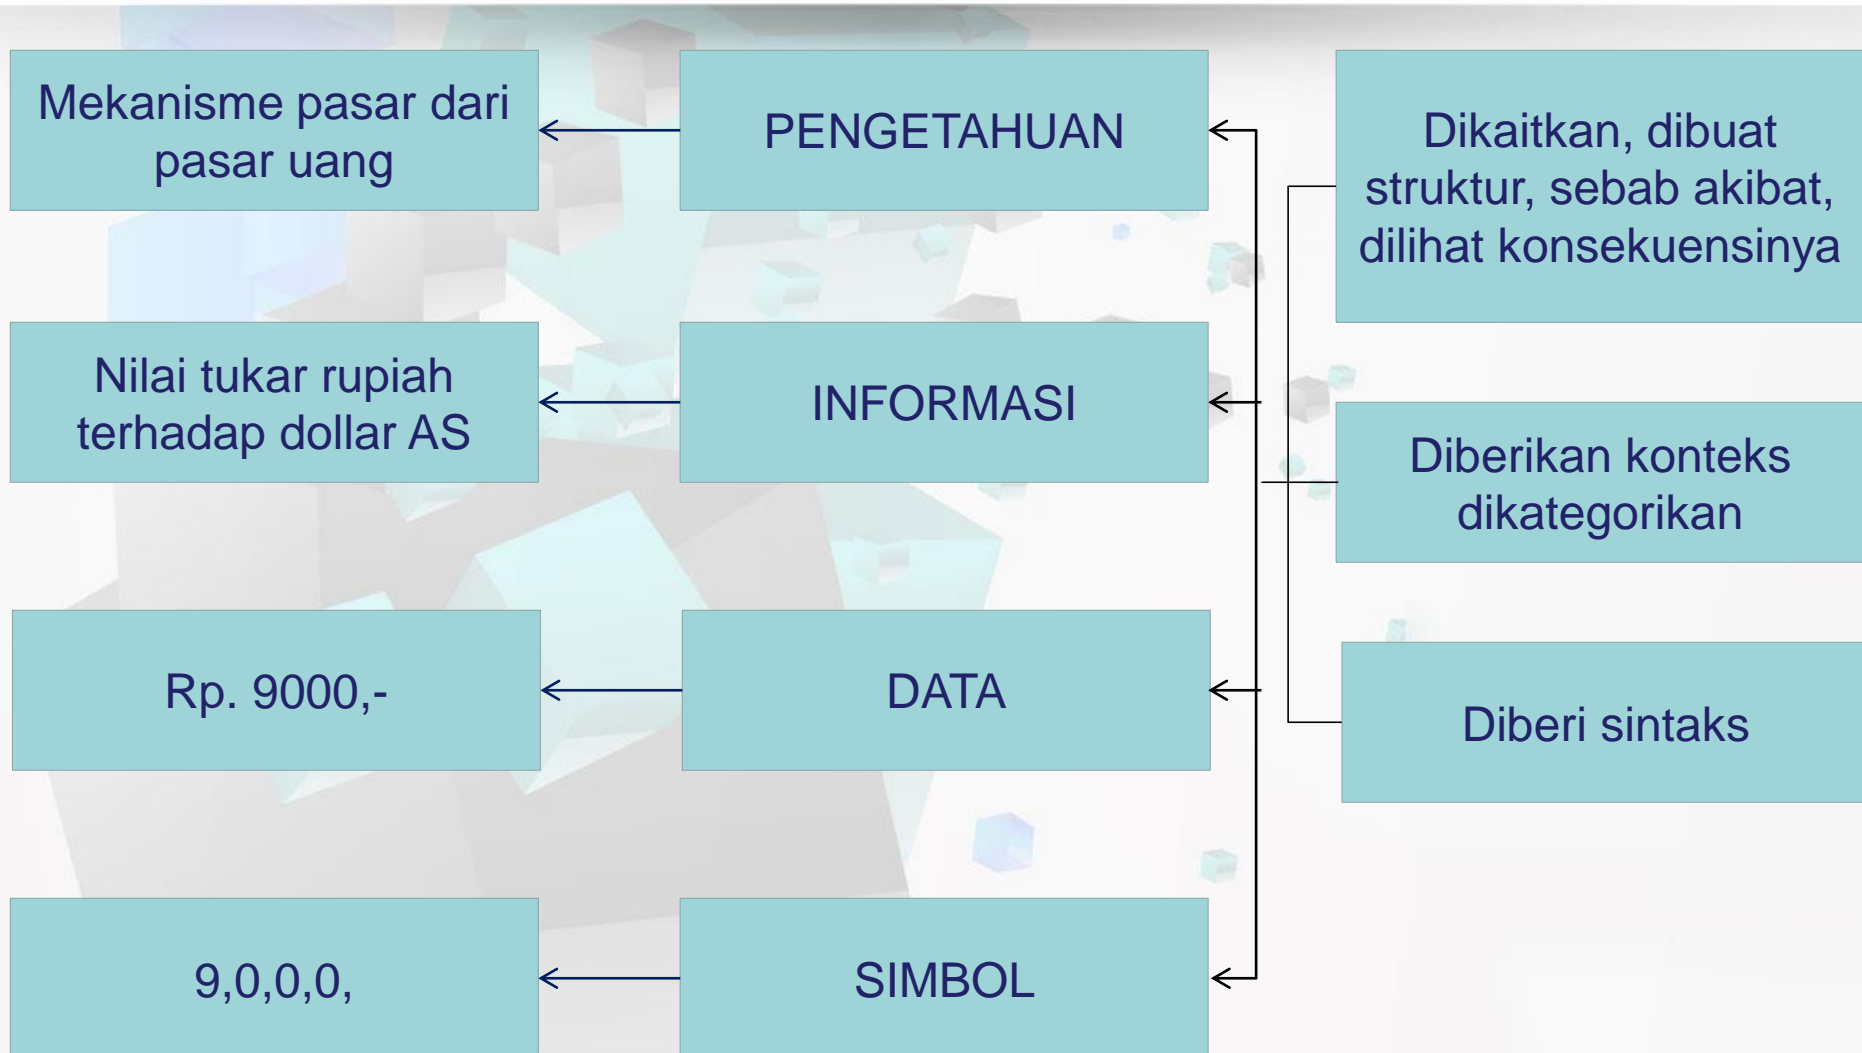 Mekanisme pasar dari
pasar uang
PENGETAHUAN
Dikaitkan, dibuat
struktur, sebab akibat,
dilihat konsekuensinya
Nilai tukar rupiah
terhadap dollar AS
INFORMASI
Diberikan konteks
dikategorikan
Rp. 9000,-
DATA
Diberi sintaks
9,0,0,0,
SIMBOL